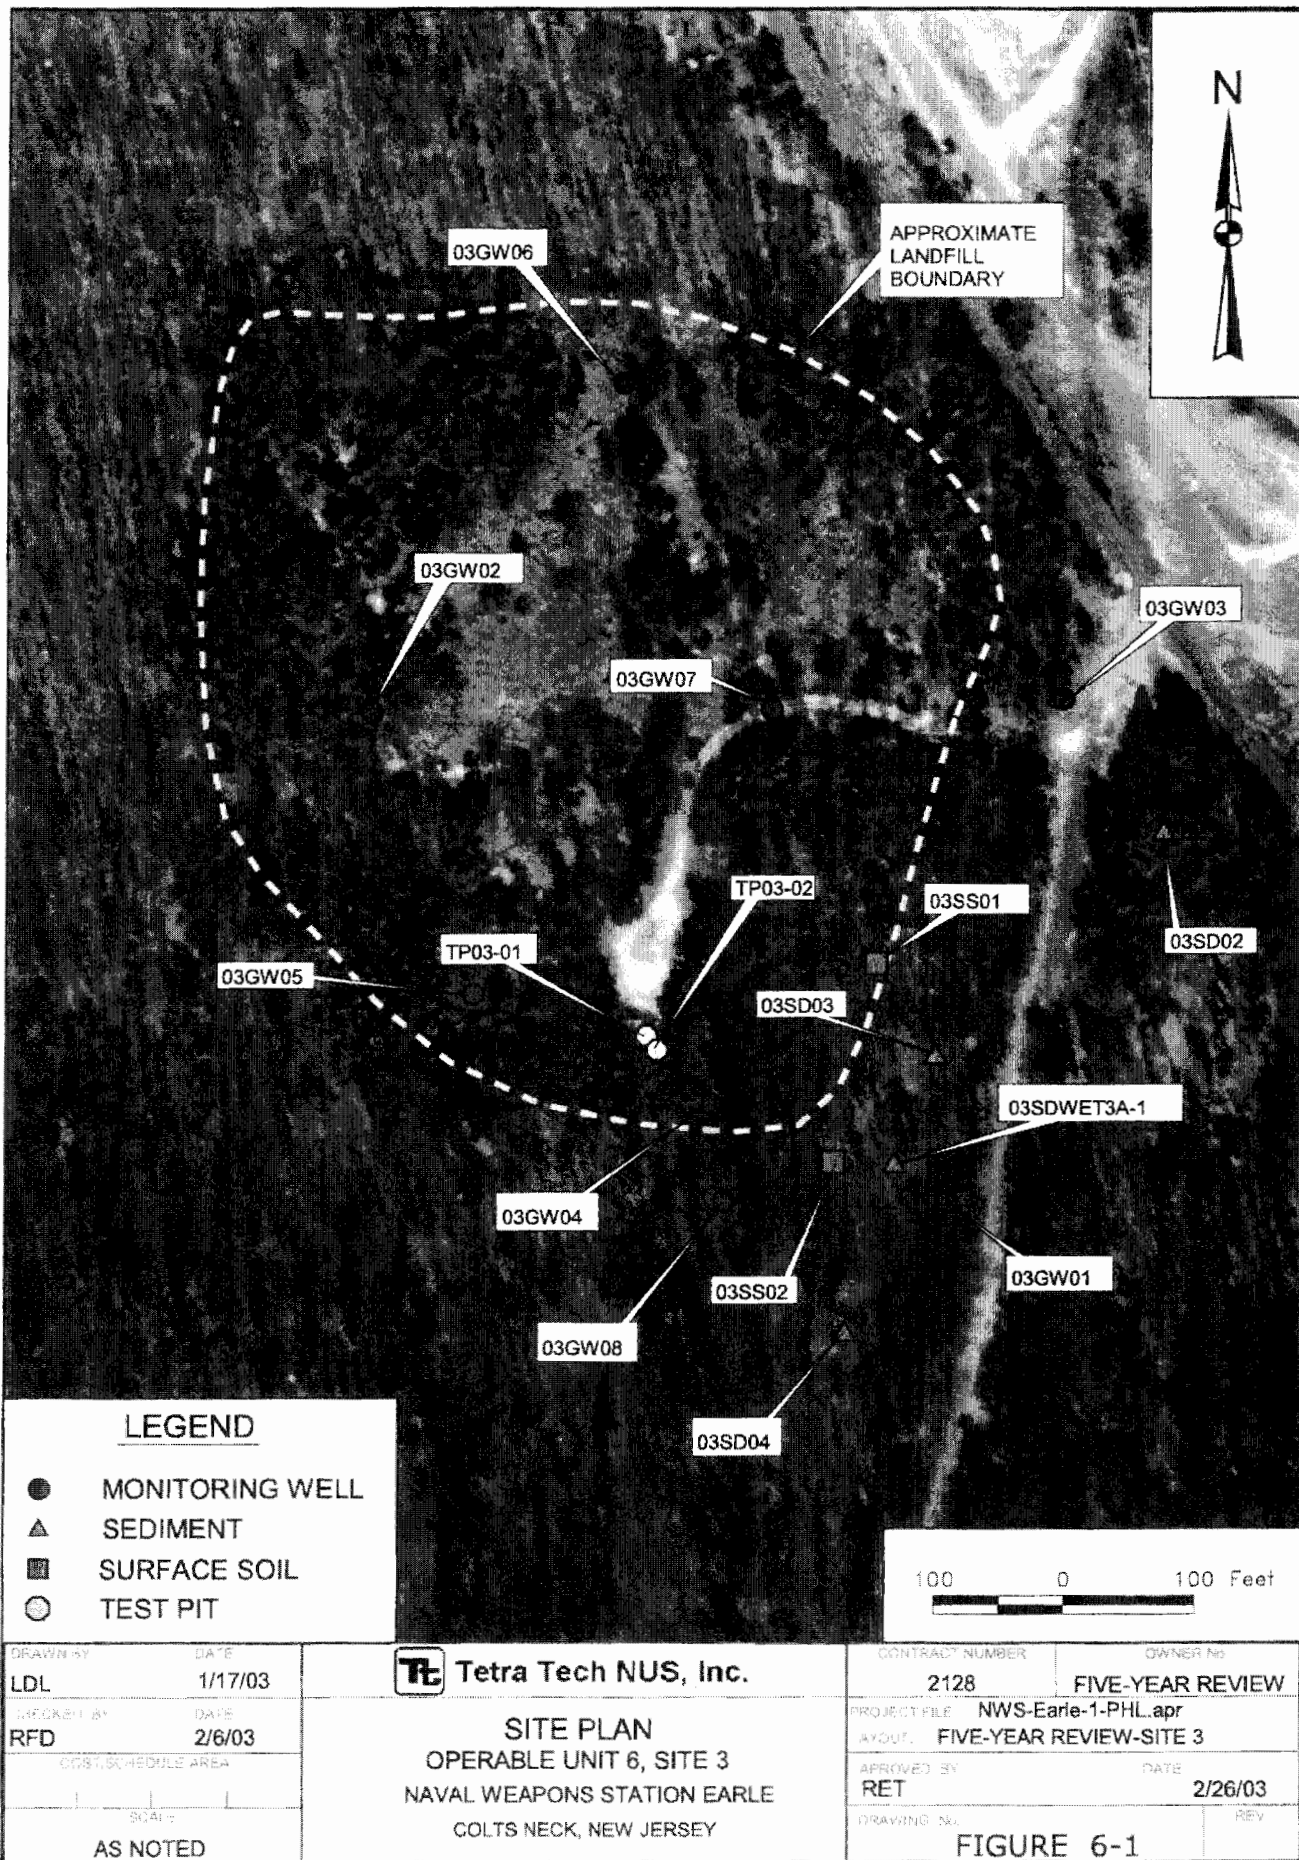 N
APPROXIMATE
LANDFILL
BOUNDARY
03GW06
03GW02
03GW03
03GW07
TP03-02
03SS01
03SD02
TP03-01
03GW05
03SD03
03SDWET3A-1
03GW04
03GW01
03SS02
03GW08
03SD04
LEGEND
MONITORING WELL
SEDIMENT
SURFACE SOIL
TEST PIT
100 0 100 Feet
DRAWN BY DATE
LDL 1/17/03
CHECKED BY DATE
RFD 2/6/03
COST/SCHEDULE AREA
SCALE
AS NOTED
Tt Tetra Tech NUS, Inc.
SITE PLAN
OPERABLE UNIT 6, SITE 3
NAVAL WEAPONS STATION EARLE
COLTS NECK, NEW JERSEY
CONTRACT NUMBER OWNER No
2128 FIVE-YEAR REVIEW
PROJECT FILE NWS-Earle-1-PHL.apr
AYOUT: FIVE-YEAR REVIEW-SITE 3
APROVED BY DATE
RET 2/26/03
DRAWING No. REV
FIGURE 6-1